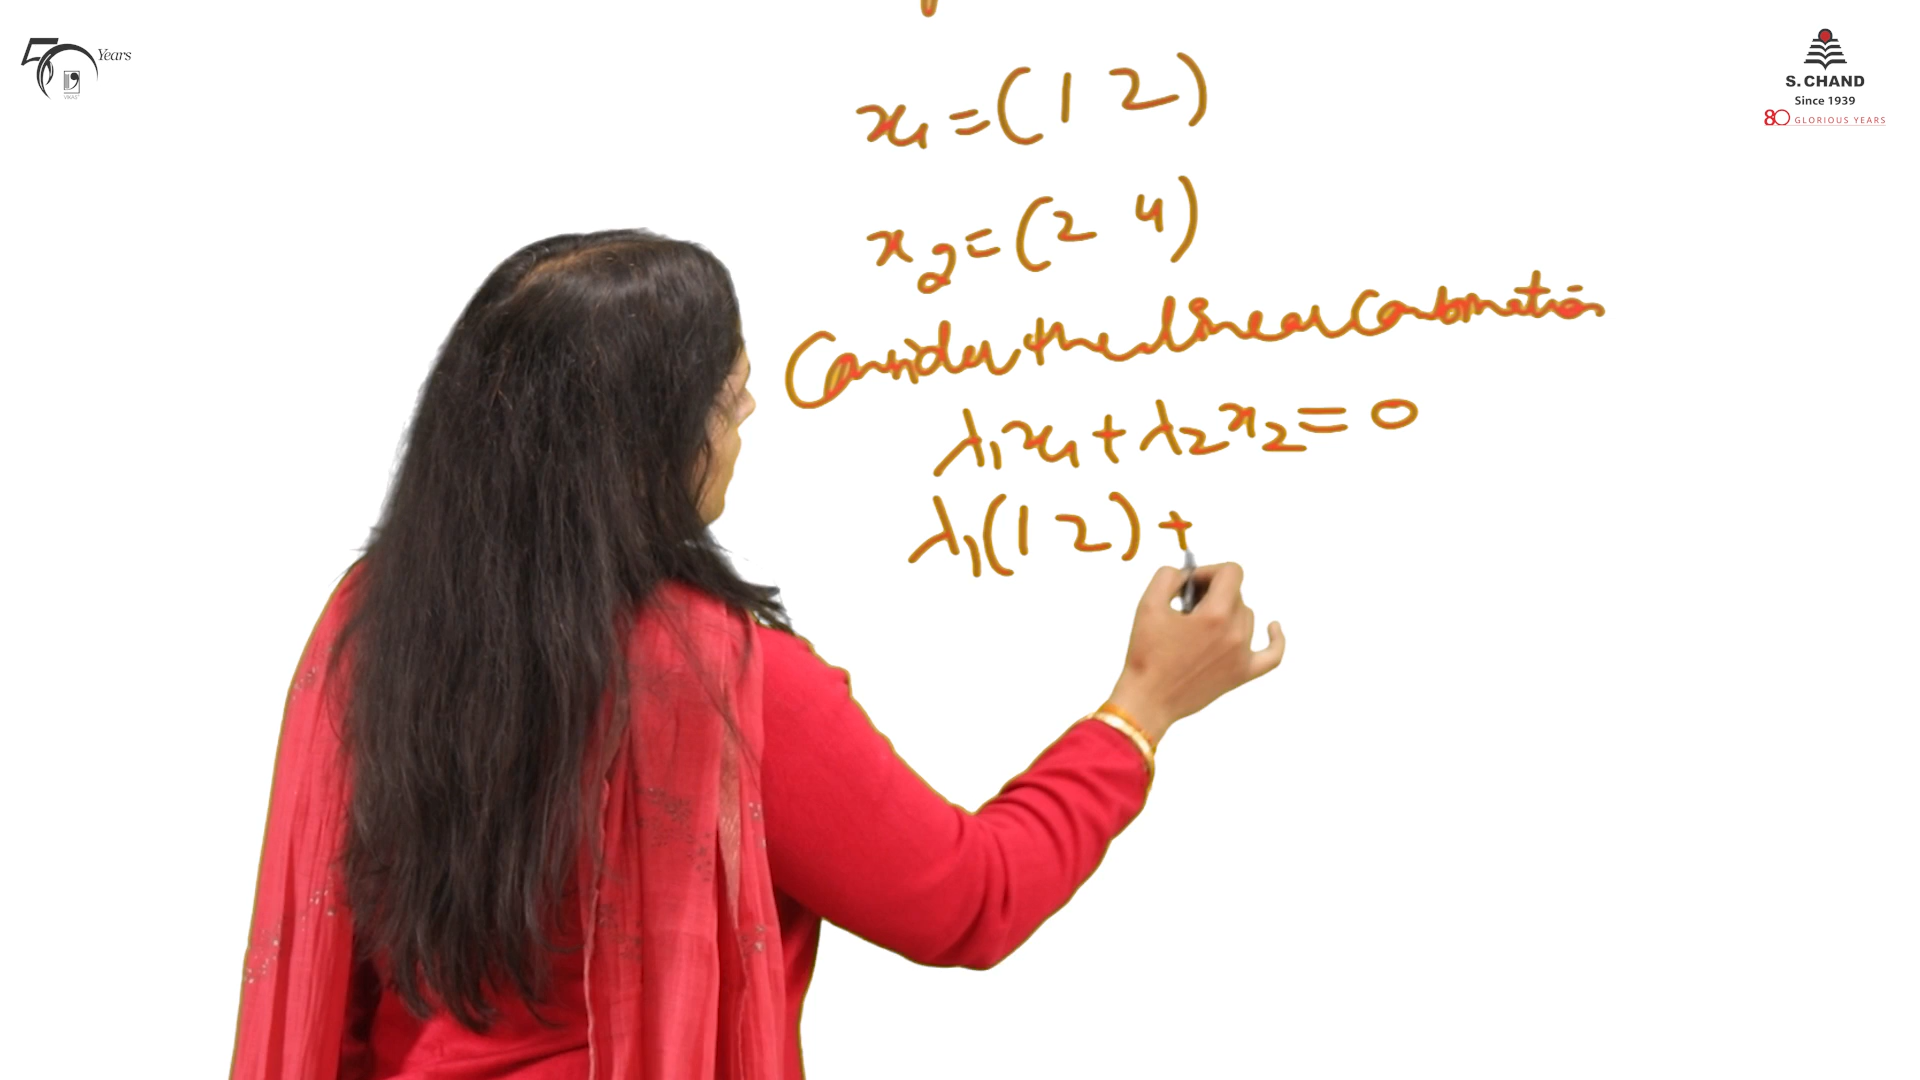 50 Years
VIKAS
S. CHAND
Since 1939
80 GLORIOUS YEARS
x₁ = (1 2)
x₂ = (2 4)
Consider the linear Combination
λ₁x₁ + λ₂x₂ = 0
λ₁(1 2) +